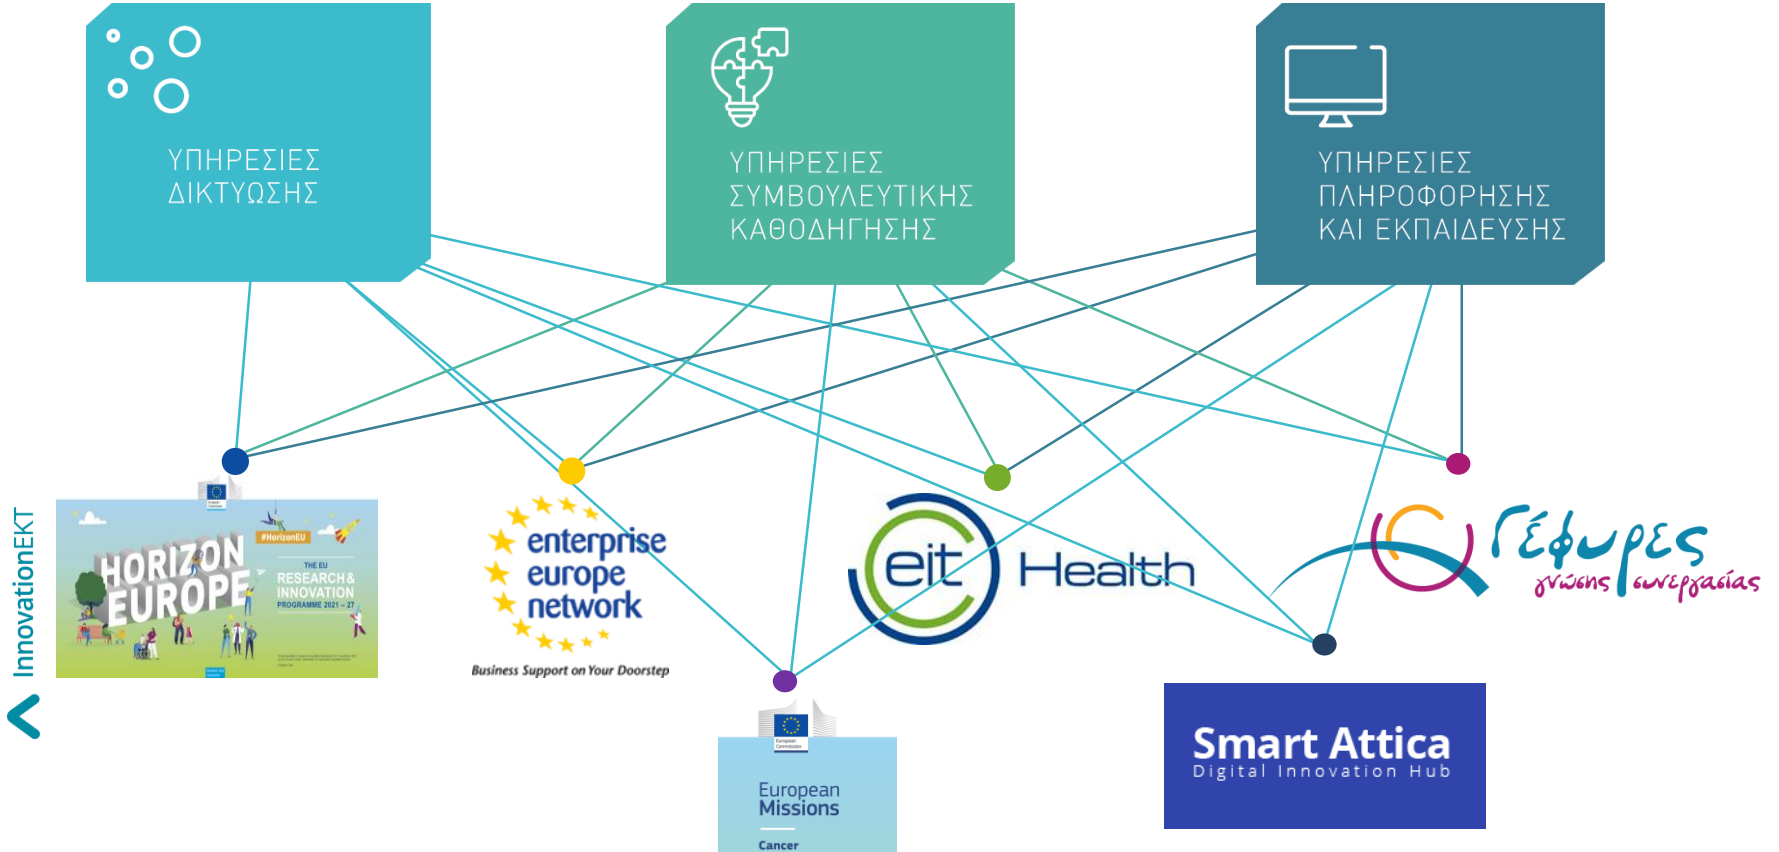 ΥΠΗΡΕΣΙΕΣ
ΔΙΚΤΥΩΣΗΣ
ΥΠΗΡΕΣΙΕΣ
ΣΥΜΒΟΥΛΕΥΤΙΚΗΣ
ΚΑΘΟΔΗΓΗΣΗΣ
ΥΠΗΡΕΣΙΕΣ
ΠΛΗΡΟΦΟΡΗΣΗΣ
ΚΑΙ ΕΚΠΑΙΔΕΥΣΗΣ
InnovationEKT
HORIZON
EUROPE
#HorizonEU
THE EU
RESEARCH &
INNOVATION
PROGRAMME 2021 – 27
enterprise
europe
network
Business Support on Your Doorstep
eit Health
Γέφυρες
γνώσης συνεργασίας
European
Commission
European
Missions
Cancer
Smart Attica
Digital Innovation Hub